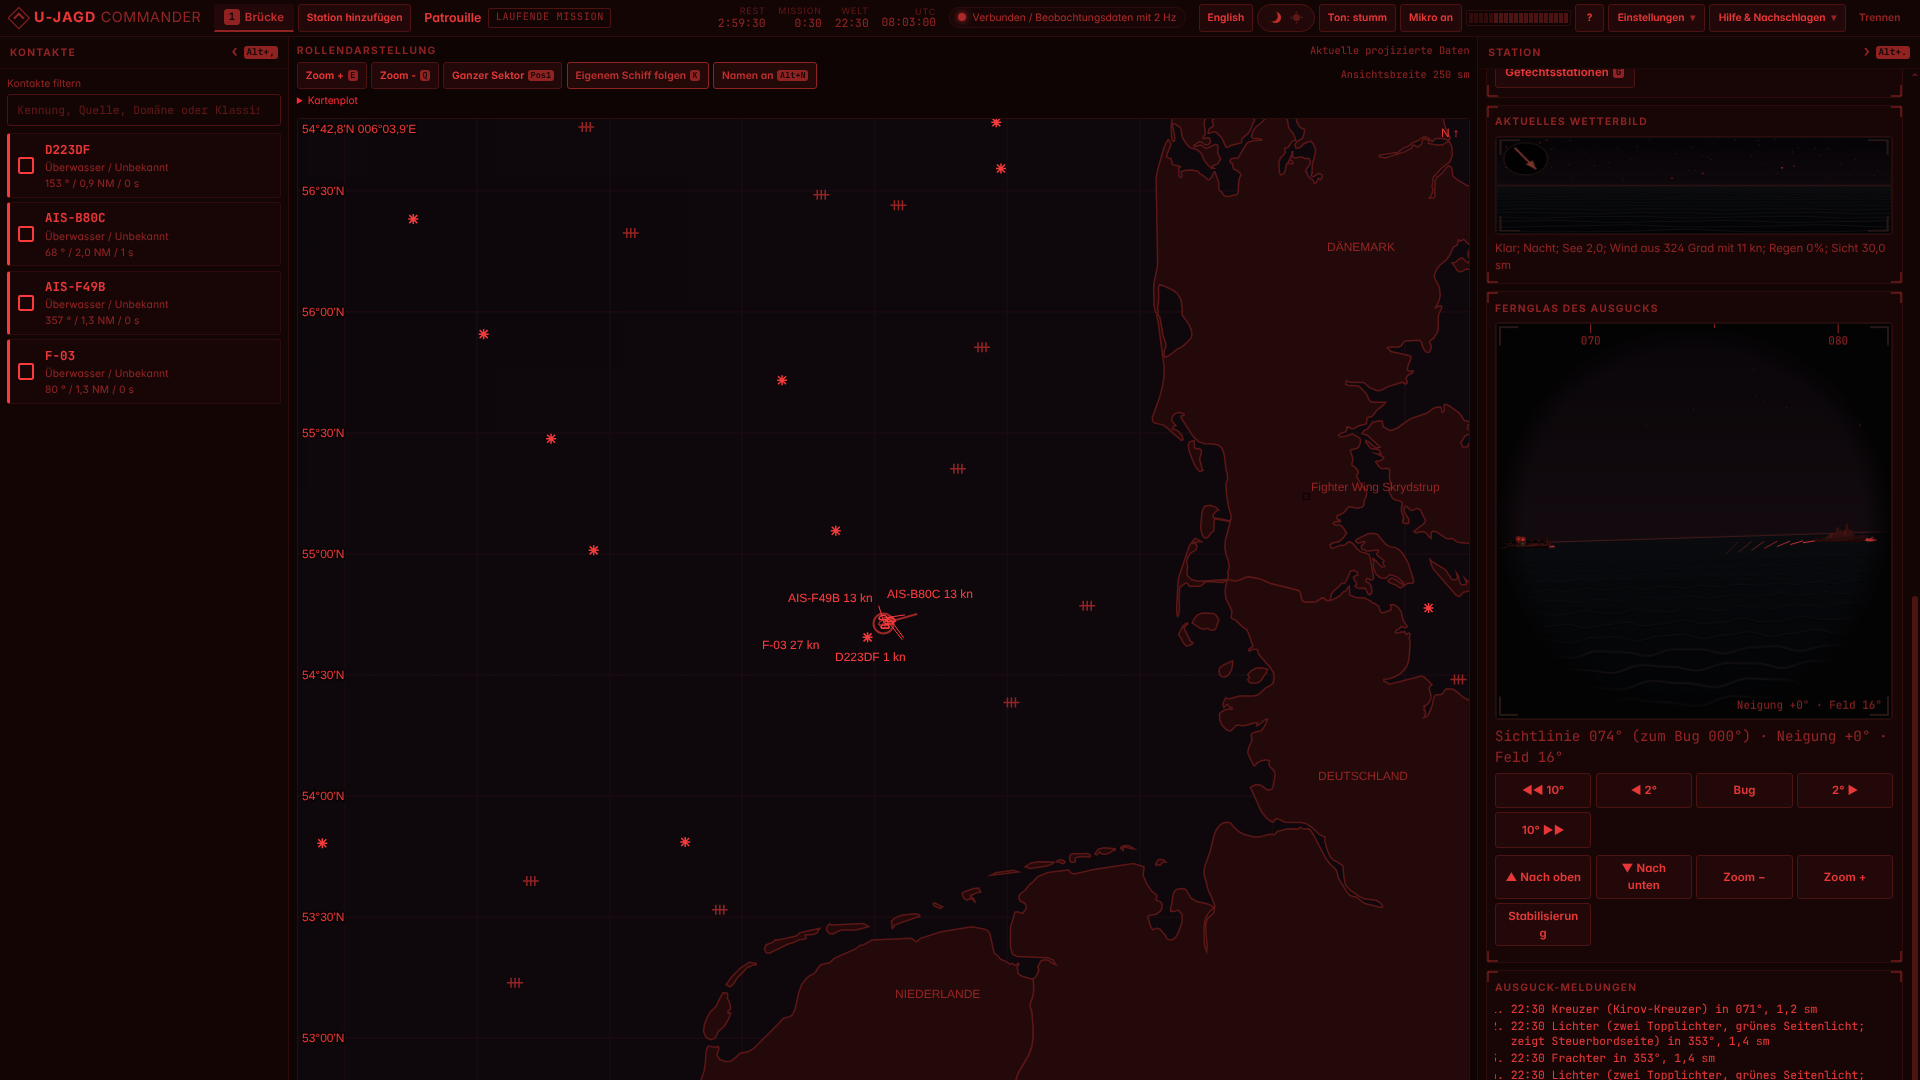 U-JAGD COMMANDER
1 Brücke
Station hinzufügen
Patrouille
LAUFENDE MISSION
REST
2:59:30
MISSION
0:30
WELT
22:30
UTC
08:03:00
Verbunden / Beobachtungsdaten mit 2 Hz
English
Ton: stumm
Mikro an
?
Einstellungen ▾
Hilfe & Nachschlagen ▾
Trennen
KONTAKTE
Alt+,
Kontakte filtern
Kennung, Quelle, Domäne oder Klassi
D223DF
Überwasser / Unbekannt
153 ° / 0,9 NM / 0 s
AIS-B80C
Überwasser / Unbekannt
68 ° / 2,0 NM / 1 s
AIS-F49B
Überwasser / Unbekannt
357 ° / 1,3 NM / 0 s
F-03
Überwasser / Unbekannt
80 ° / 1,3 NM / 0 s
ROLLENDARSTELLUNG
Aktuelle projizierte Daten
Zoom + E
Zoom - Q
Ganzer Sektor Pos1
Eigenem Schiff folgen K
Namen an Alt+N
Ansichtsbreite 250 sm
Kartenplot
54°42,8'N 006°03,9'E
N ↑
56°30'N
56°00'N
55°30'N
55°00'N
54°30'N
54°00'N
53°30'N
53°00'N
DÄNEMARK
Fighter Wing Skrydstrup
AIS-F49B 13 kn
AIS-B80C 13 kn
F-03 27 kn
D223DF 1 kn
DEUTSCHLAND
NIEDERLANDE
STATION
Alt+.
Gefechtsstationen
AKTUELLES WETTERBILD
Klar; Nacht; See 2,0; Wind aus 324 Grad mit 11 kn; Regen 0%; Sicht 30,0
sm
FERNGLAS DES AUSGUCKS
070
080
Neigung +0° · Feld 16°
Sichtlinie 074° (zum Bug 000°) · Neigung +0° ·
Feld 16°
◀◀ 10°
◀ 2°
Bug
2° ▶
10° ▶▶
▲ Nach oben
▼ Nach
unten
Zoom −
Zoom +
Stabilisierun
g
AUSGUCK-MELDUNGEN
22:30 Kreuzer (Kirov-Kreuzer) in 071°, 1,2 sm
22:30 Lichter (zwei Topplichter, grünes Seitenlicht;
zeigt Steuerbordseite) in 353°, 1,4 sm
22:30 Frachter in 353°, 1,4 sm
22:30 Lichter (zwei Topplichter, grünes Seitenlicht;